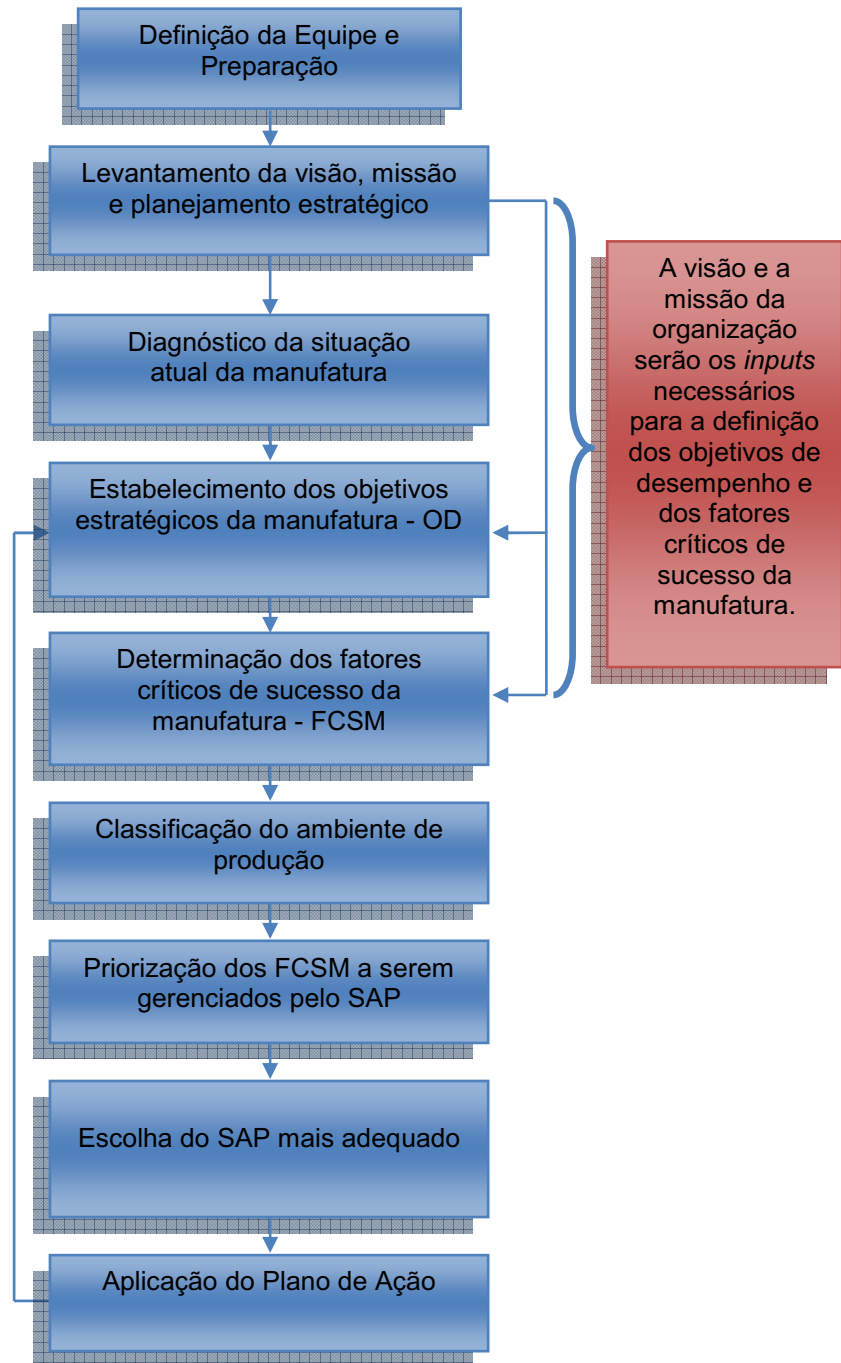 Definição da Equipe e
Preparação
Levantamento da visão, missão
e planejamento estratégico
Diagnóstico da situação
atual da manufatura
Estabelecimento dos objetivos
estratégicos da manufatura - OD
Determinação dos fatores
críticos de sucesso da
manufatura - FCSM
Classificação do ambiente de
produção
Priorização dos FCSM a serem
gerenciados pelo SAP
Escolha do SAP mais adequado
Aplicação do Plano de Ação
A visão e a
missão da
organização
serão os inputs
necessários
para a definição
dos objetivos de
desempenho e
dos fatores
críticos de
sucesso da
manufatura.